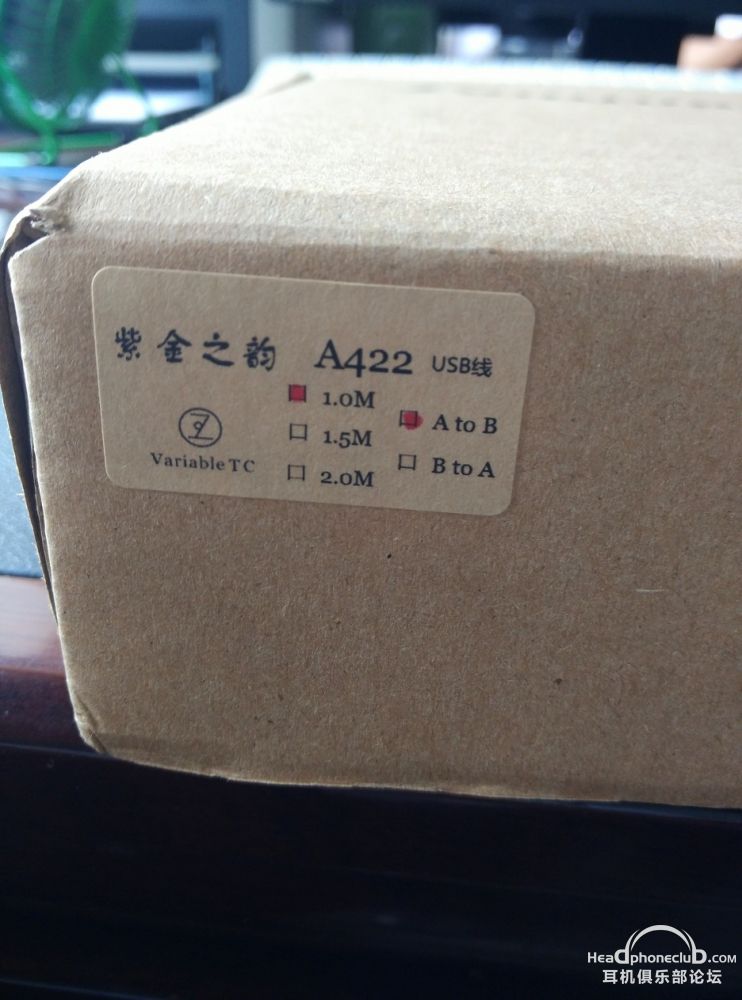 紫金之韵 A422 USB线
1.0M
1.5M
2.0M
A to B
B to A
Variable TC
Headphoneclub.com
耳机俱乐部论坛